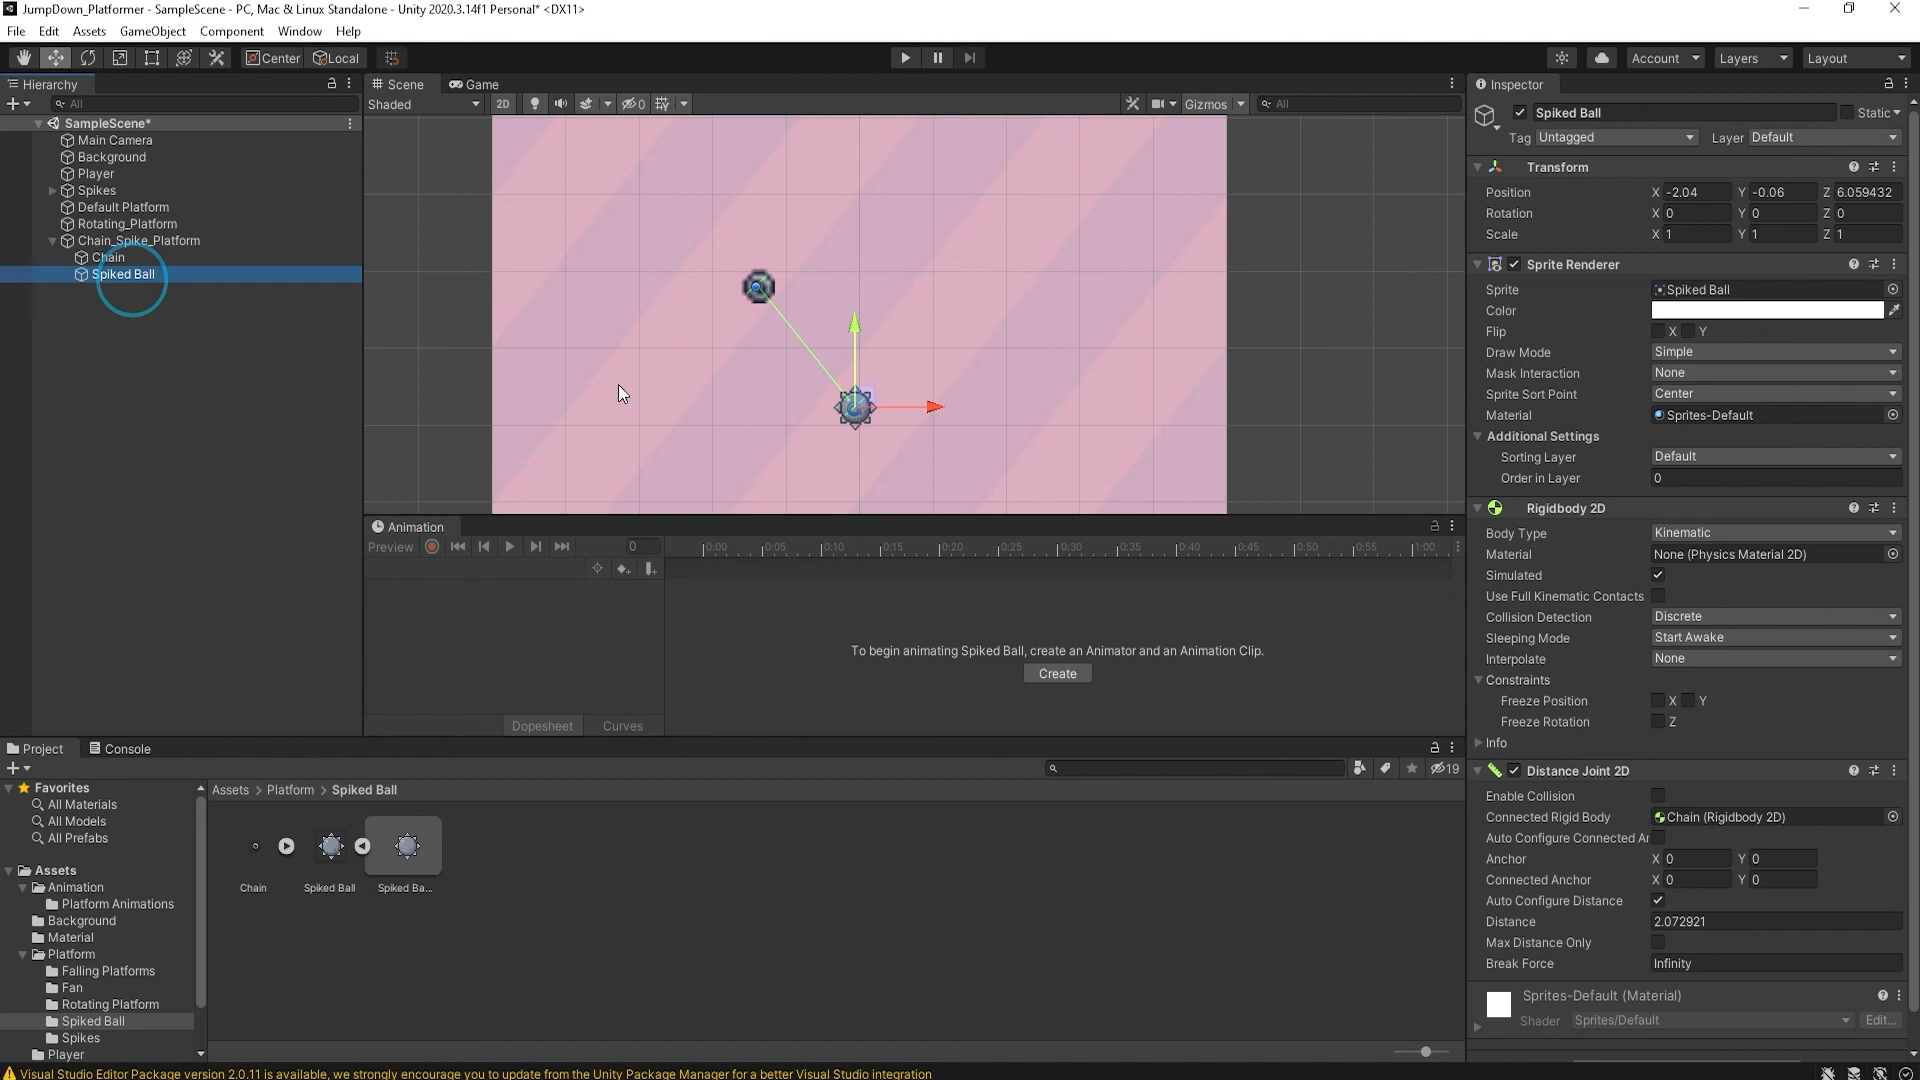 JumpDown_Platformer - SampleScene - PC, Mac & Linux Standalone - Unity 2020.3.14f1 Personal* <DX11>
File Edit Assets GameObject Component Window Help
Center Local Account Layers Layout
Hierarchy
All
SampleScene*
Main Camera
Background
Player
Spikes
Default Platform
Rotating_Platform
Chain_Spike_Platform
Chain
Spiked Ball
Scene Game
Shaded 2D 0 Gizmos All
Animation
Preview 0 0:00 0:05 0:10 0:15 0:20 0:25 0:30 0:35 0:40 0:45 0:50 0:55 1:00
To begin animating Spiked Ball, create an Animator and an Animation Clip.
Create
Dopesheet Curves
Inspector
Spiked Ball Static
Tag Untagged Layer Default
Transform
Position X -2.04 Y -0.06 Z 6.059432
Rotation X 0 Y 0 Z 0
Scale X 1 Y 1 Z 1
Sprite Renderer
Sprite Spiked Ball
Color
Flip X Y
Draw Mode Simple
Mask Interaction None
Sprite Sort Point Center
Material Sprites-Default
Additional Settings
Sorting Layer Default
Order in Layer 0
Rigidbody 2D
Body Type Kinematic
Material None (Physics Material 2D)
Simulated
Use Full Kinematic Contacts
Collision Detection Discrete
Sleeping Mode Start Awake
Interpolate None
Constraints
Freeze Position X Y
Freeze Rotation Z
Info
Distance Joint 2D
Enable Collision
Connected Rigid Body Chain (Rigidbody 2D)
Auto Configure Connected Ar
Anchor X 0 Y 0
Connected Anchor X 0 Y 0
Auto Configure Distance
Distance 2.072921
Max Distance Only
Break Force Infinity
Sprites-Default (Material)
Shader Sprites/Default Edit...
Project Console
19
Favorites
All Materials
All Models
All Prefabs
Assets
Animation
Platform Animations
Background
Material
Platform
Falling Platforms
Fan
Rotating Platform
Spiked Ball
Spikes
Player
Assets > Platform > Spiked Ball
Chain Spiked Ball Spiked Ba...
Visual Studio Editor Package version 2.0.11 is available, we strongly encourage you to update from the Unity Package Manager for a better Visual Studio integration